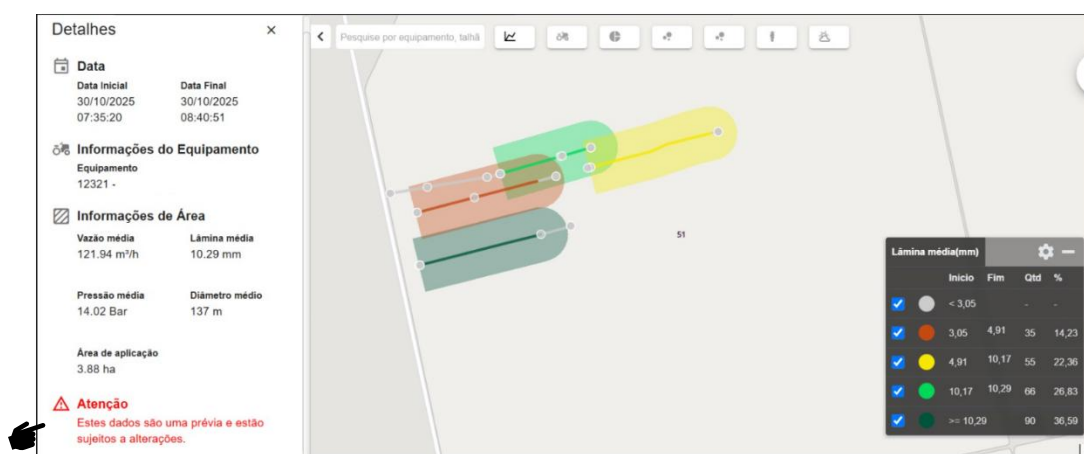 Detalhes ×
Data
Data Inicial Data Final
30/10/2025 30/10/2025
07:35:20 08:40:51
Informações do Equipamento
Equipamento
12321 -
Informações de Área
Vazão média Lâmina média
121.94 m³/h 10.29 mm
Pressão média Diâmetro médio
14.02 Bar 137 m
Área de aplicação
3.88 ha
Atenção
Estes dados são uma prévia e estão
sujeitos a alterações.
Pesquise por equipamento, talhã
51
Lâmina média(mm)
Inicio Fim Qtd %
< 3,05 - -
3,05 4,91 35 14,23
4,91 10,17 55 22,36
10,17 10,29 66 26,83
>= 10,29 90 36,59